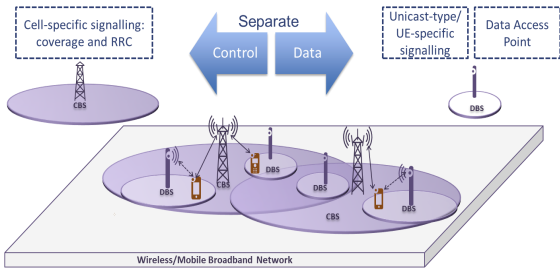 Cell-specific signalling:
coverage and RRC
Separate
Control
Data
Unicast-type/
UE-specific
signalling
Data Access
Point
CBS
DBS
DBS
CBS
DBS
DBS
CBS
DBS
Wireless/Mobile Broadband Network